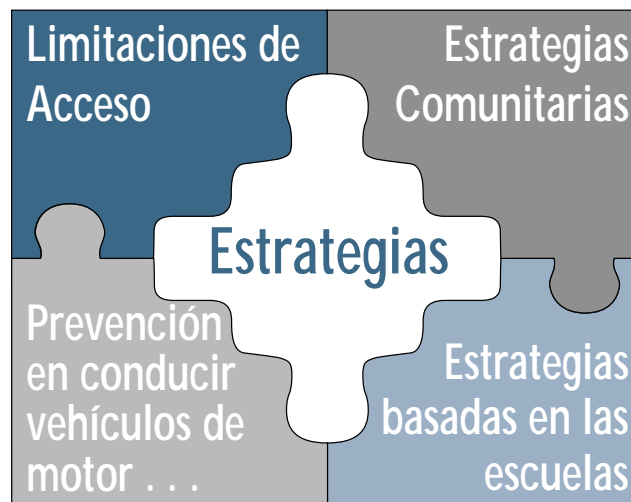 Limitaciones de
Acceso
Estrategias
Comunitarias
Estrategias
Prevención
en conducir
vehículos de
motor . . .
Estrategias
basadas en las
escuelas